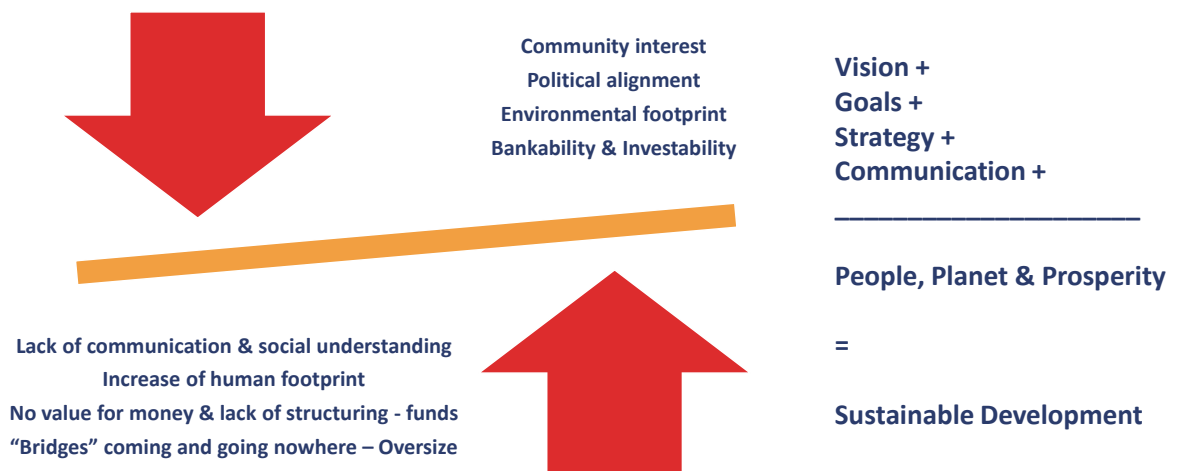 Community interest
Political alignment
Environmental footprint
Bankability & Investability
Lack of communication & social understanding
Increase of human footprint
No value for money & lack of structuring - funds
“Bridges” coming and going nowhere – Oversize
Vision +
Goals +
Strategy +
Communication +
People, Planet & Prosperity
=
Sustainable Development